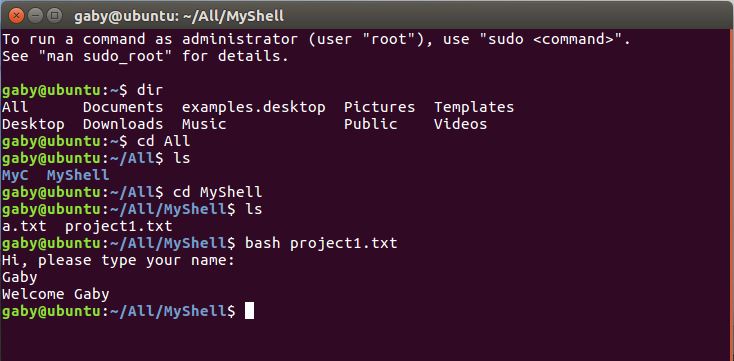 gaby@ubuntu: ~/All/MyShell
To run a command as administrator (user "root"), use "sudo <command>".
See "man sudo_root" for details.
gaby@ubuntu:~$ dir
All      Documents  examples.desktop  Pictures  Templates
Desktop  Downloads  Music             Public    Videos
gaby@ubuntu:~$ cd All
gaby@ubuntu:~/All$ ls
MyC  MyShell
gaby@ubuntu:~/All$ cd MyShell
gaby@ubuntu:~/All/MyShell$ ls
a.txt  project1.txt
gaby@ubuntu:~/All/MyShell$ bash project1.txt
Hi, please type your name:
Gaby
Welcome Gaby
gaby@ubuntu:~/All/MyShell$